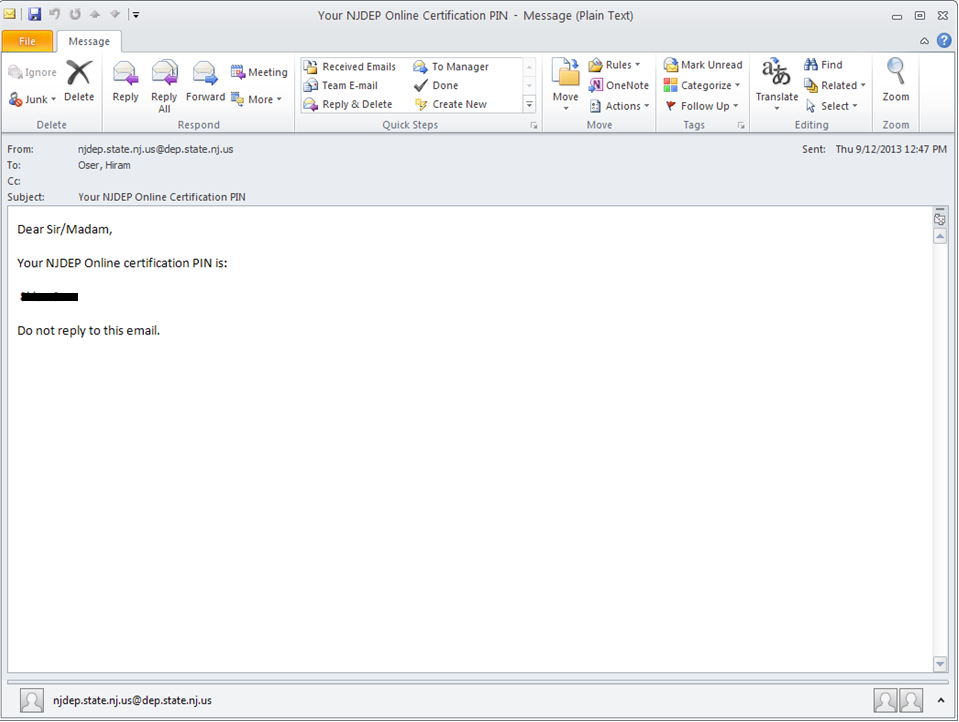 Your NJDEP Online Certification PIN - Message (Plain Text)
File Message
Ignore
Junk
Delete
Reply
Reply All
Forward
Meeting
More
Received Emails
To Manager
Team E-mail
Done
Reply & Delete
Create New
Move
Rules
OneNote
Actions
Mark Unread
Categorize
Follow Up
Translate
Find
Related
Select
Zoom
Delete Respond Quick Steps Move Tags Editing Zoom
From: njdep.state.nj.us@dep.state.nj.us Sent: Thu 9/12/2013 12:47 PM
To: Oser, Hiram
Cc:
Subject: Your NJDEP Online Certification PIN
Dear Sir/Madam,
Your NJDEP Online certification PIN is:
Do not reply to this email.
njdep.state.nj.us@dep.state.nj.us